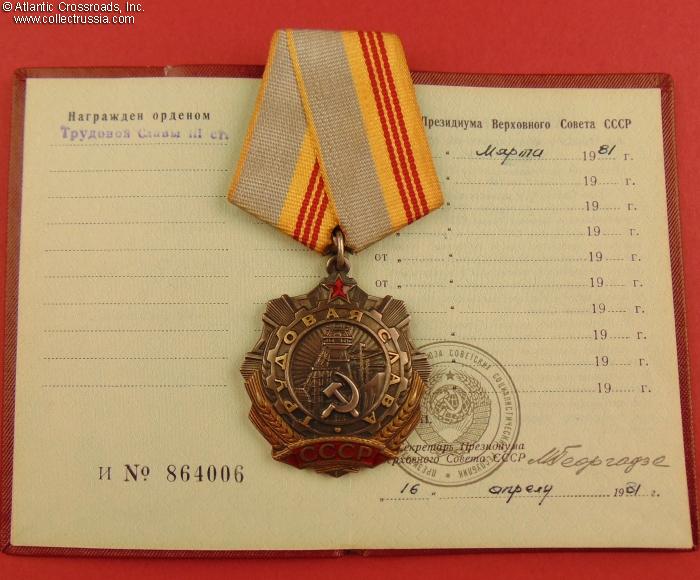 © Atlantic Crossroads, Inc.
www.collectrussia.com
Награжден орденом
Трудовой Славы III ст.
И № 864006
ТРУДОВАЯ СЛАВА
СССР
Президиума Верховного Совета СССР
" Марта 1981 г.
" 19 г.
" 19 г.
" 19 г.
от " " 19 г.
от " " 19 г.
" 19 г.
" 19 г.
" 19 г.
" 19 г.
Секретарь Президиума
Верховного Совета СССР МГеоргадзе
"16" апреля 1981 г.